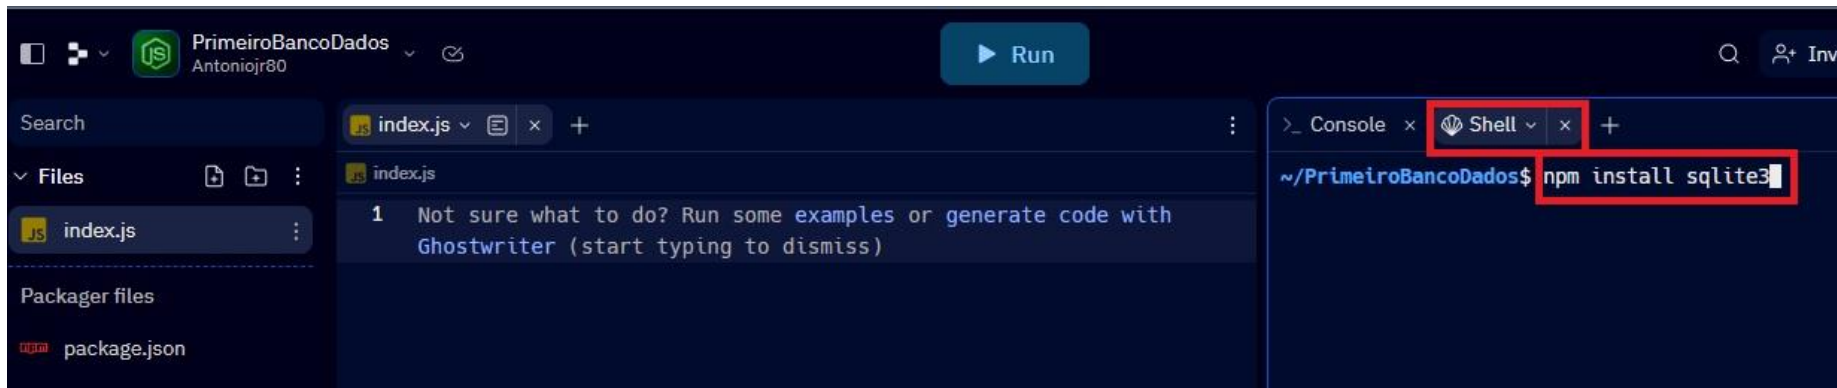 PrimeiroBancoDados
Antoniojr80
Run
Inv
Search
index.js
Console
Shell
Files
index.js
~/PrimeiroBancoDados$ npm install sqlite3
index.js
1 Not sure what to do? Run some examples or generate code with
Ghostwriter (start typing to dismiss)
Packager files
package.json